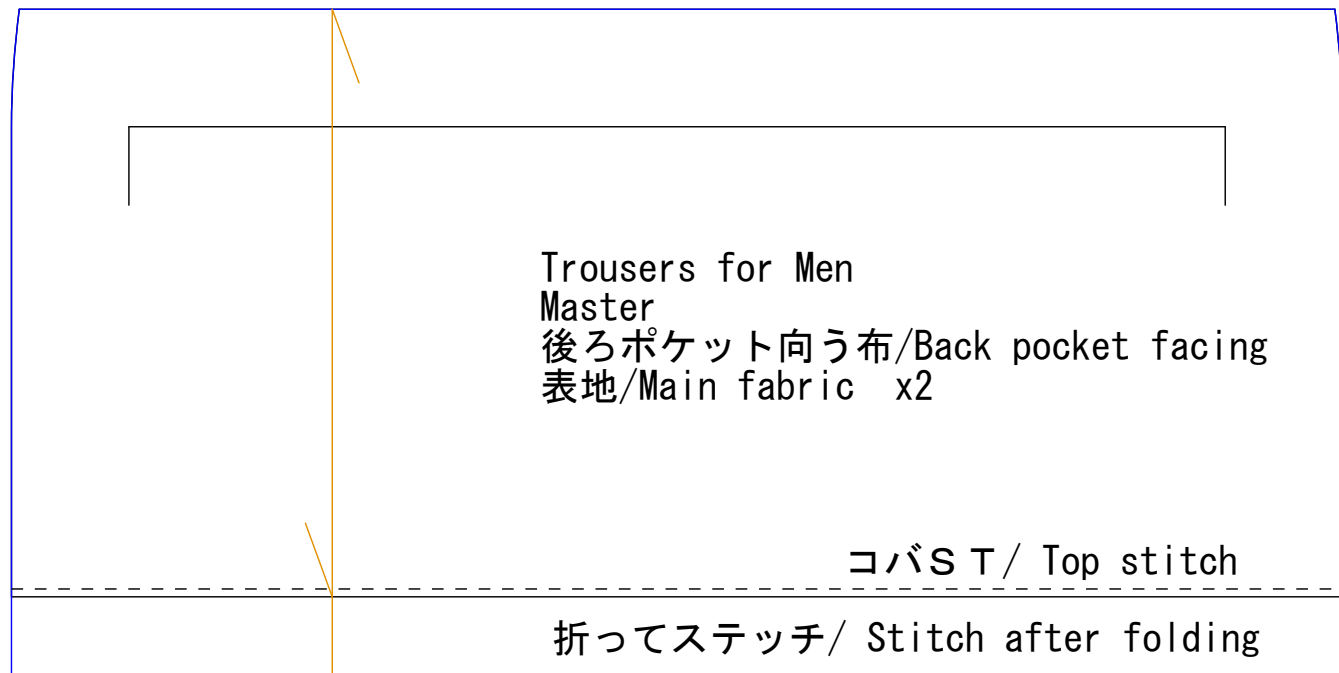 Trousers for Men
Master
後ろポケット向う布/Back pocket facing
表地/Main fabric  x2
コバＳＴ/ Top stitch
折ってステッチ/ Stitch after folding